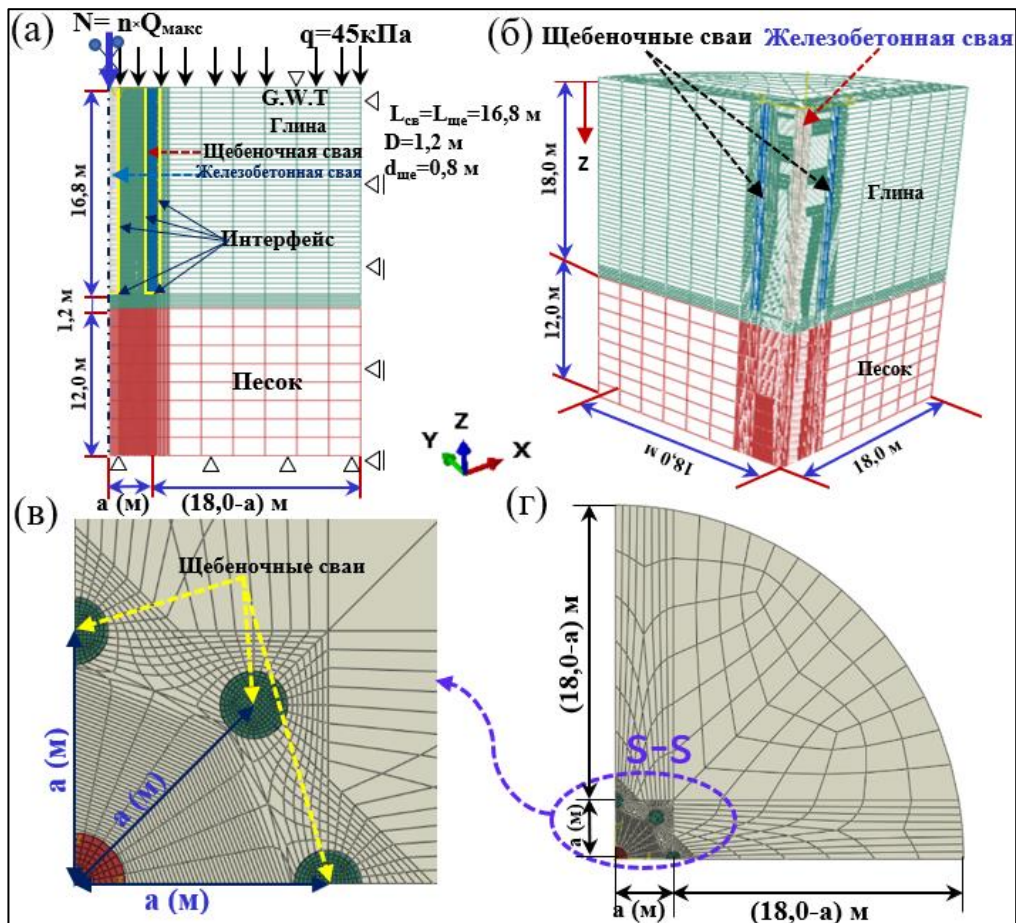 (а)
N= n×Qмакс
q=45кПа
G.W.T
Глина
Щебеночная свая
Железобетонная свая
Интерфейс
Песок
16,8 м
1,2 м
12,0 м
a (м)
(18,0-a) м
Lсв=Lще=16,8 м
D=1,2 м
dще=0,8 м
(б)
Щебеночные сваи
Железобетонная свая
z
18,0 м
12,0 м
Глина
Песок
18,0 м
18,0 м
Z
Y
X
(в)
Щебеночные сваи
a (м)
a (м)
a (м)
(г)
(18,0-a) м
S-S
a (м)
a (м)
(18,0-a) м